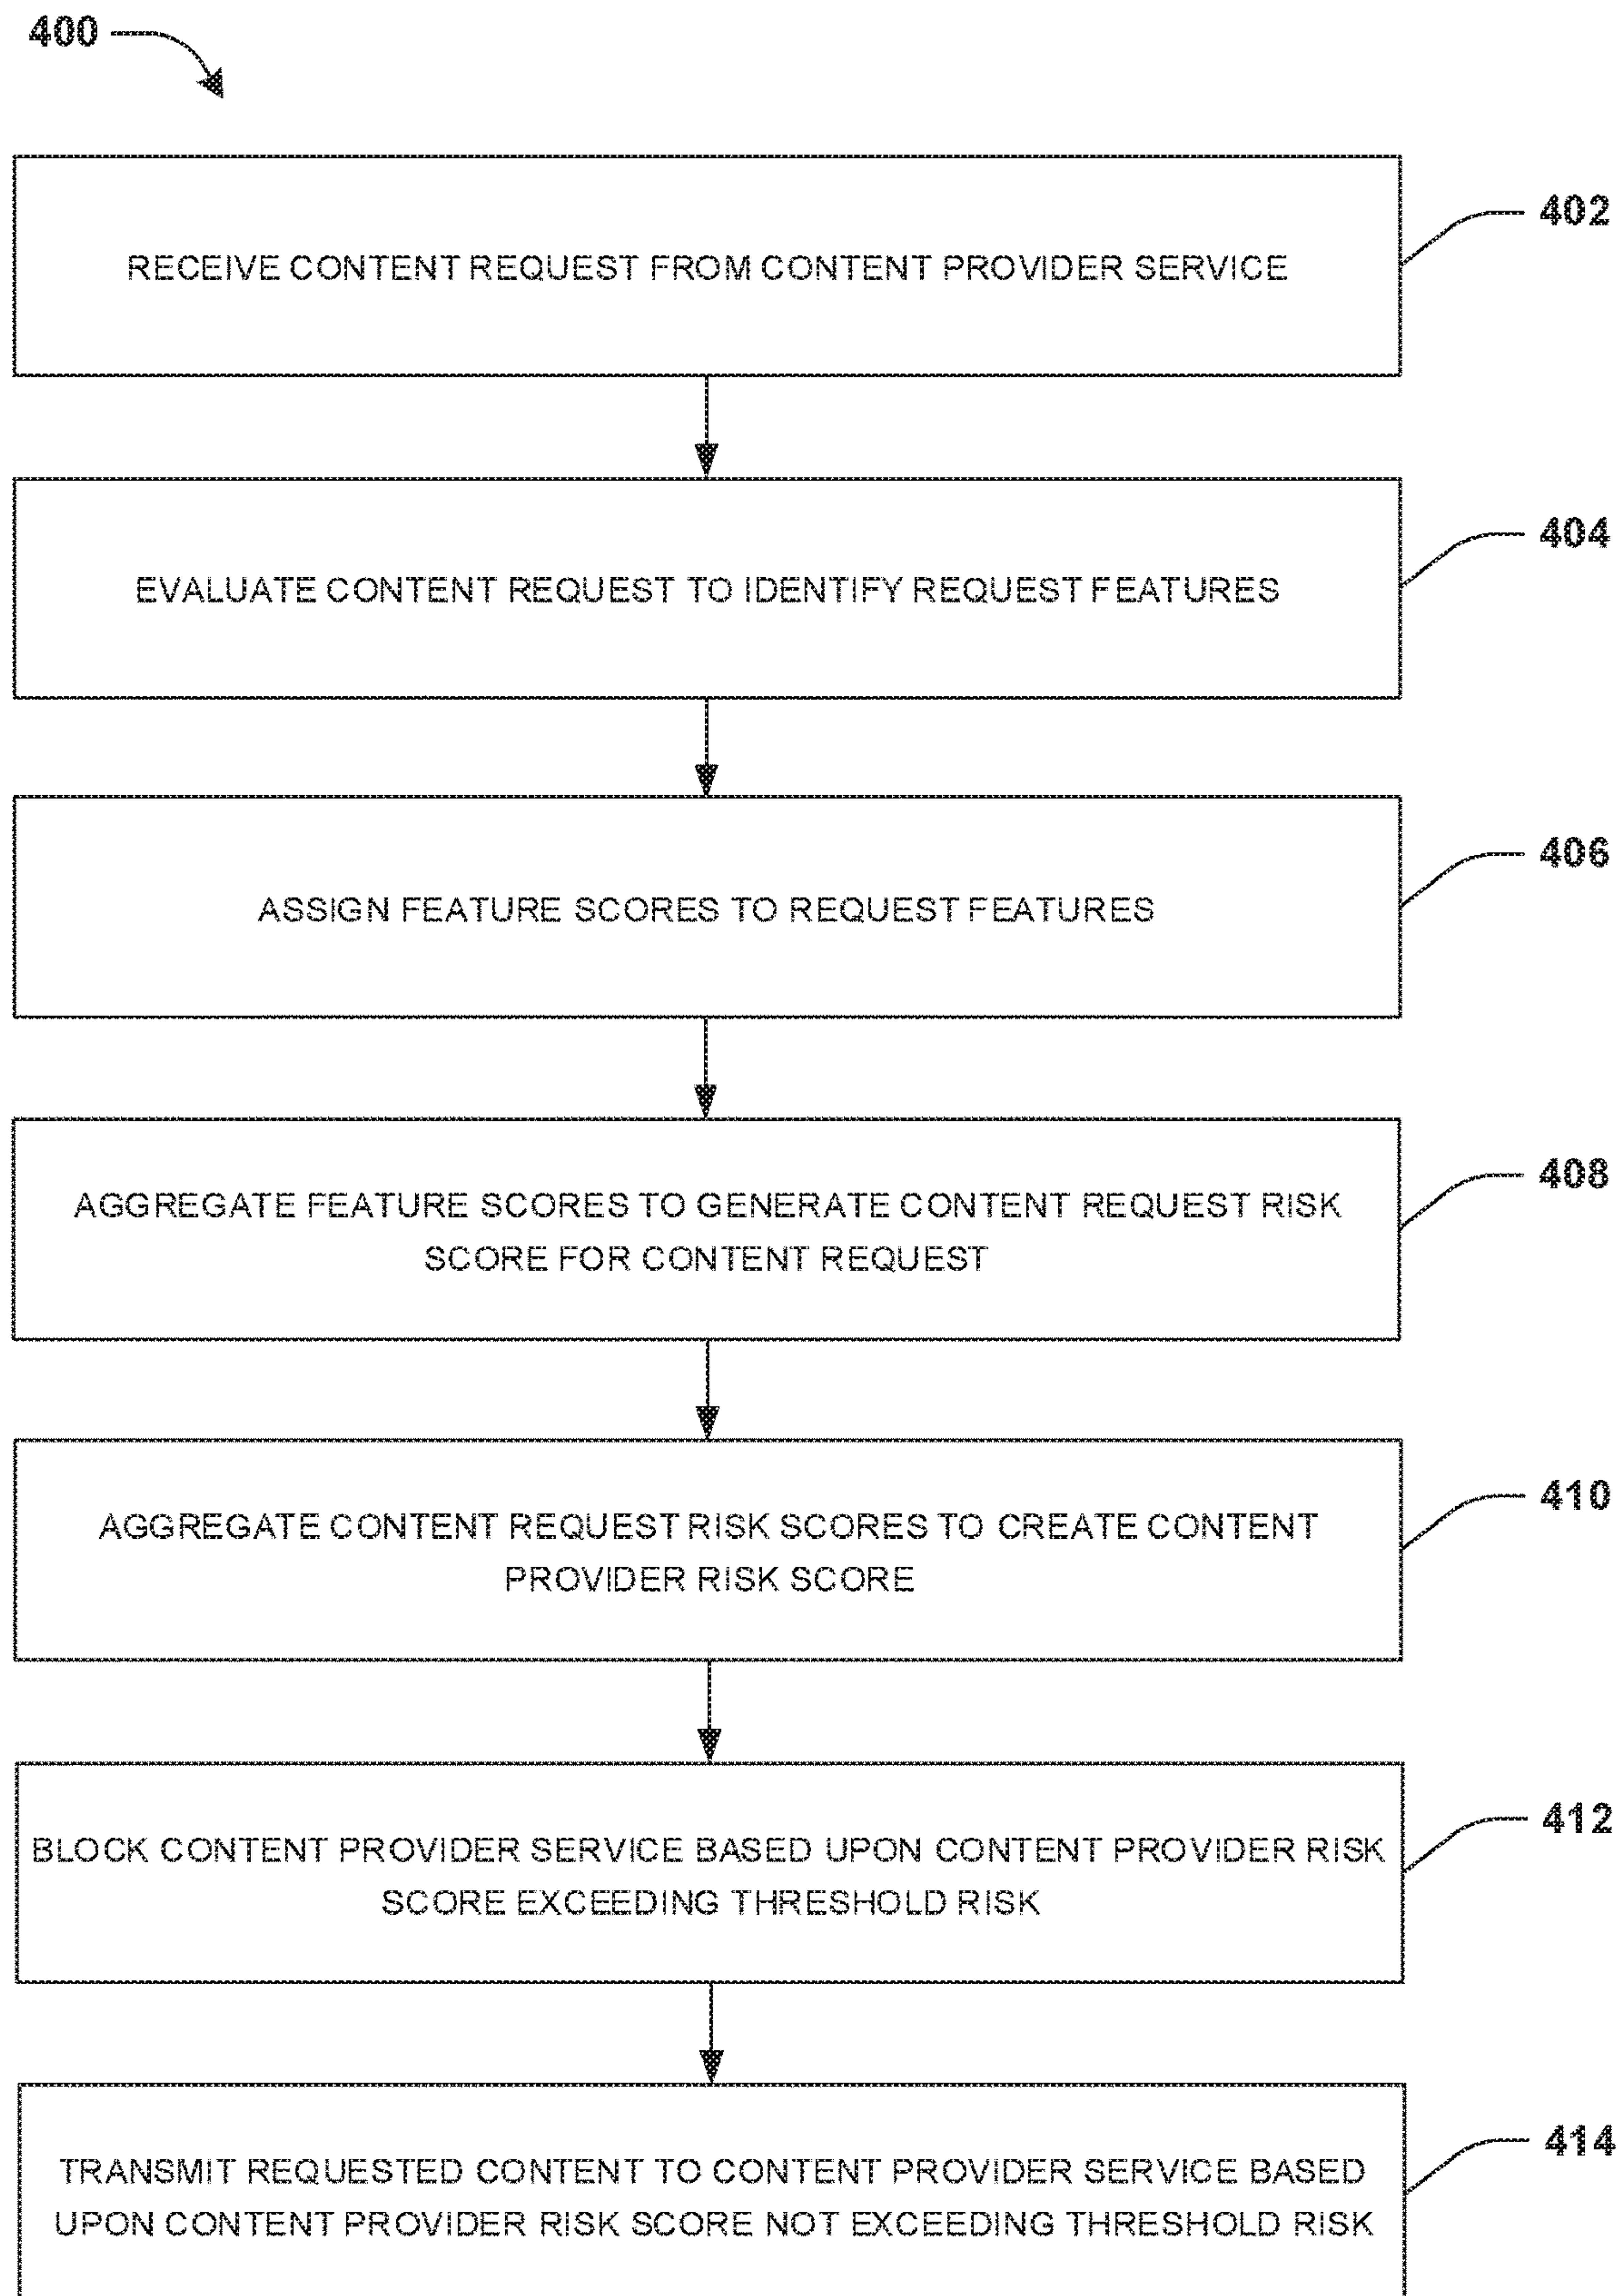 400
RECEIVE CONTENT REQUEST FROM CONTENT PROVIDER SERVICE
402
EVALUATE CONTENT REQUEST TO IDENTIFY REQUEST FEATURES
404
ASSIGN FEATURE SCORES TO REQUEST FEATURES
406
AGGREGATE FEATURE SCORES TO GENERATE CONTENT REQUEST RISK
SCORE FOR CONTENT REQUEST
408
AGGREGATE CONTENT REQUEST RISK SCORES TO CREATE CONTENT
PROVIDER RISK SCORE
410
BLOCK CONTENT PROVIDER SERVICE BASED UPON CONTENT PROVIDER RISK
SCORE EXCEEDING THRESHOLD RISK
412
TRANSMIT REQUESTED CONTENT TO CONTENT PROVIDER SERVICE BASED
UPON CONTENT PROVIDER RISK SCORE NOT EXCEEDING THRESHOLD RISK
414